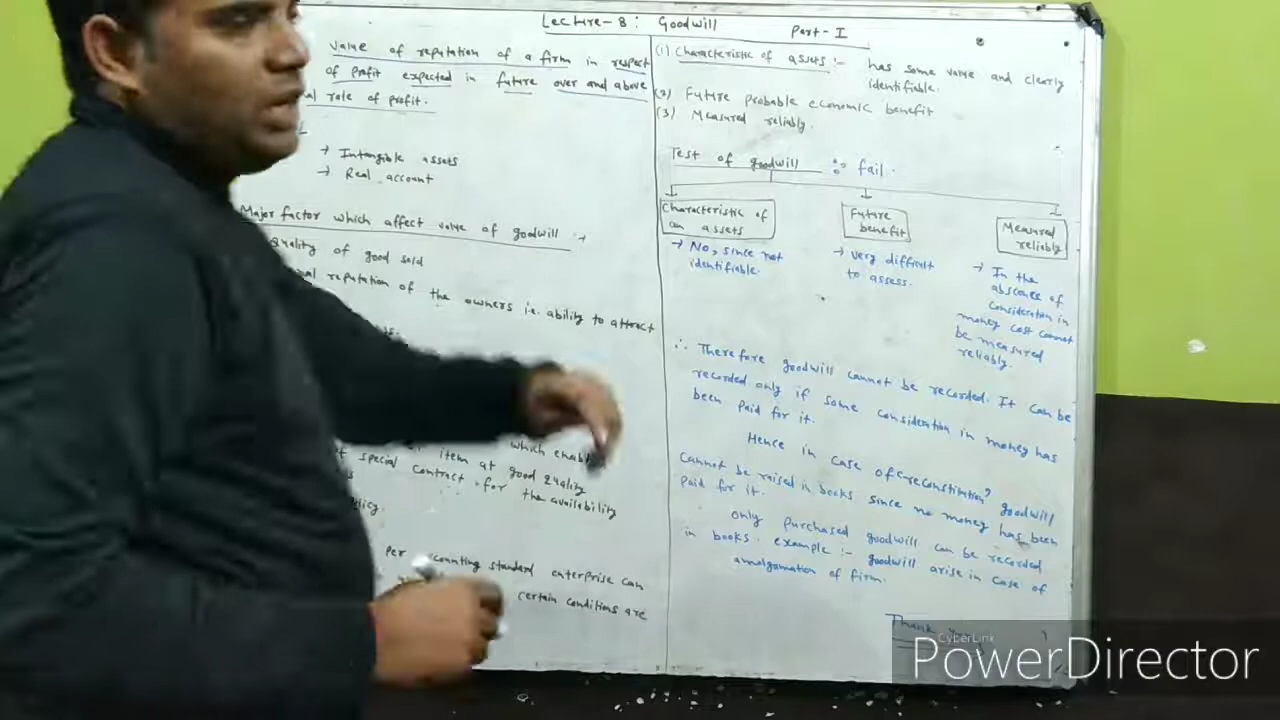 Lecture-8: Goodwill Part-I
value of reputation of a firm in respect
of profit expected in future over and above
role of profit.
→ Intangible assets
→ Real account
Major factor which affect value of goodwill :→
Quality of good sold
reputation of the owners i.e. ability to attract
which enabl
item at good quality
special contract for the availability
Per accounting standard enterprise can
certain conditions are
(1) Characteristic of assets :- has some value and clearly
identifiable.
(2) Future probable economic benefit
(3) Measured reliably.
Test of goodwill : fail.
Characteristic of
an assets
→ No, since not
identifiable.
Future
benefit
→ very difficult
to assess.
Measured
reliably
→ In the
abscence of
consideration in
money cost cannot
be measured
reliably.
∴ Therefore goodwill cannot be recorded. It can be
recorded only if some consideration in money has
been paid for it.
Hence in case of "reconstitution" goodwill
cannot be raised in books since no money has been
paid for it.
only purchased goodwill can be recorded
in books. example :- goodwill arise in case of
amalgamation of firm.
Thank
CyberLink
PowerDirector